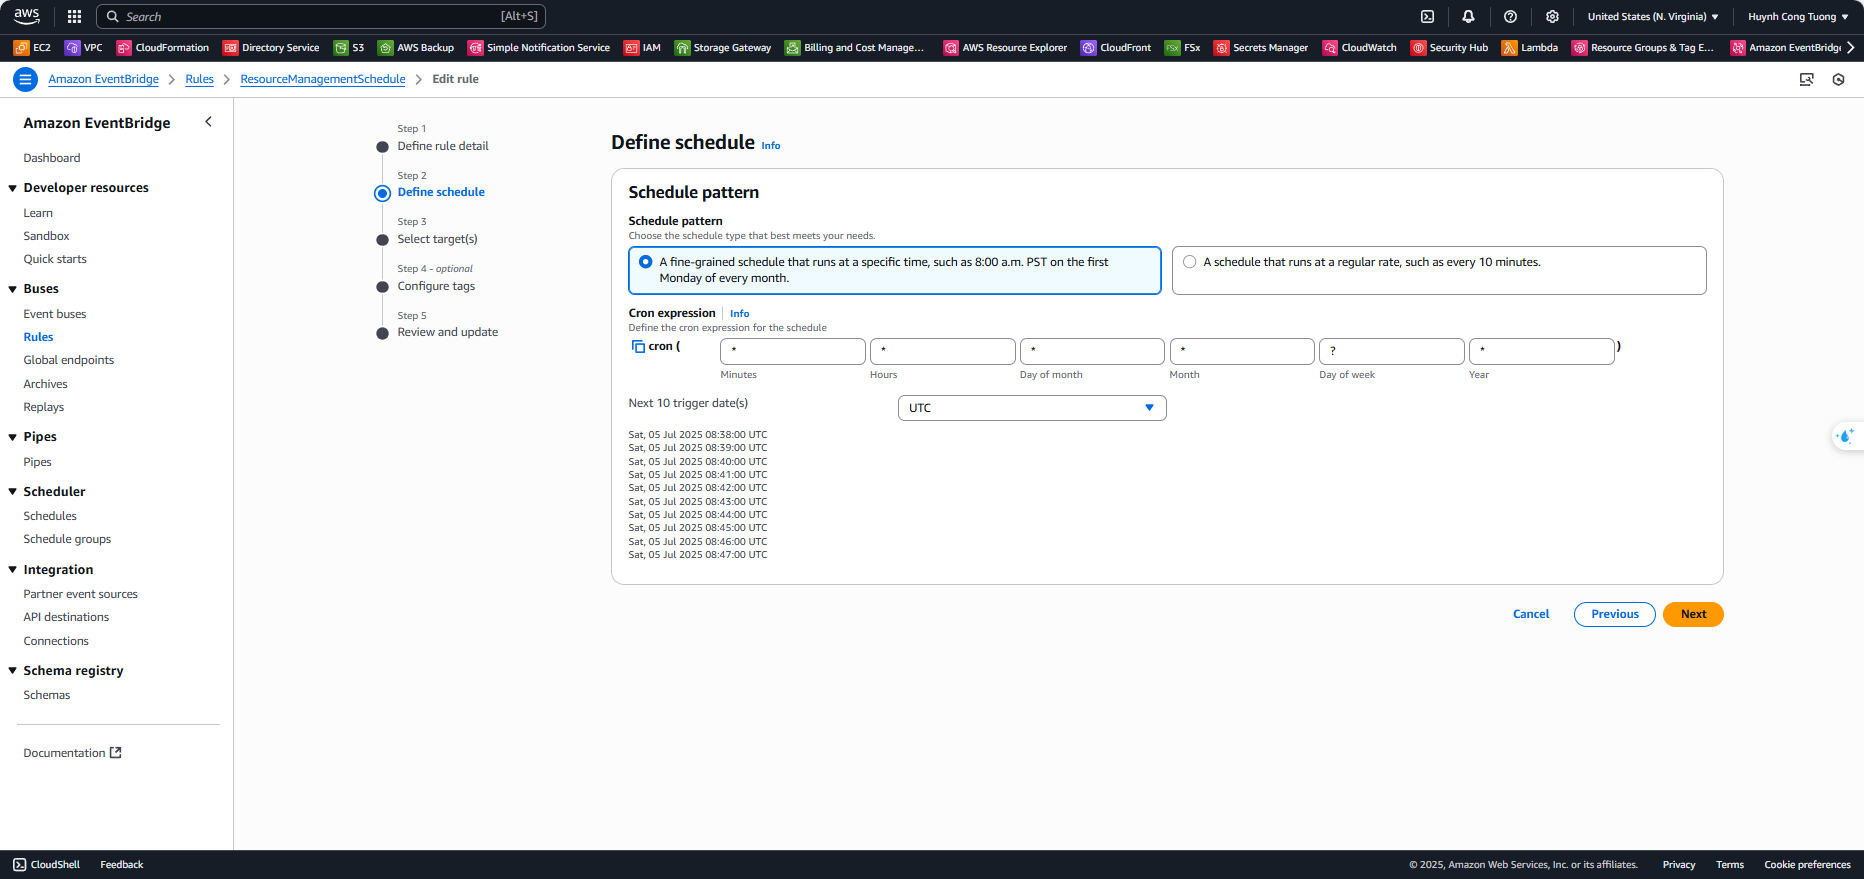 aws
Search [Alt+S]
United States (N. Virginia)
Huynh Cong Tuong
EC2 VPC CloudFormation Directory Service S3 AWS Backup Simple Notification Service IAM Storage Gateway Billing and Cost Manage... AWS Resource Explorer CloudFront FSx Secrets Manager CloudWatch Security Hub Lambda Resource Groups & Tag E... Amazon EventBridge
Amazon EventBridge > Rules > ResourceManagementSchedule > Edit rule
Amazon EventBridge
Dashboard
Developer resources
Learn
Sandbox
Quick starts
Buses
Event buses
Rules
Global endpoints
Archives
Replays
Pipes
Pipes
Scheduler
Schedules
Schedule groups
Integration
Partner event sources
API destinations
Connections
Schema registry
Schemas
Documentation
Step 1
Define rule detail
Step 2
Define schedule
Step 3
Select target(s)
Step 4 - optional
Configure tags
Step 5
Review and update
Define schedule Info
Schedule pattern
Schedule pattern
Choose the schedule type that best meets your needs.
A fine-grained schedule that runs at a specific time, such as 8:00 a.m. PST on the first
Monday of every month.
A schedule that runs at a regular rate, such as every 10 minutes.
Cron expression Info
Define the cron expression for the schedule
cron ( * * * * ? * )
Minutes Hours Day of month Month Day of week Year
Next 10 trigger date(s) UTC
Sat, 05 Jul 2025 08:38:00 UTC
Sat, 05 Jul 2025 08:39:00 UTC
Sat, 05 Jul 2025 08:40:00 UTC
Sat, 05 Jul 2025 08:41:00 UTC
Sat, 05 Jul 2025 08:42:00 UTC
Sat, 05 Jul 2025 08:43:00 UTC
Sat, 05 Jul 2025 08:44:00 UTC
Sat, 05 Jul 2025 08:45:00 UTC
Sat, 05 Jul 2025 08:46:00 UTC
Sat, 05 Jul 2025 08:47:00 UTC
Cancel Previous Next
CloudShell Feedback
© 2025, Amazon Web Services, Inc. or its affiliates. Privacy Terms Cookie preferences